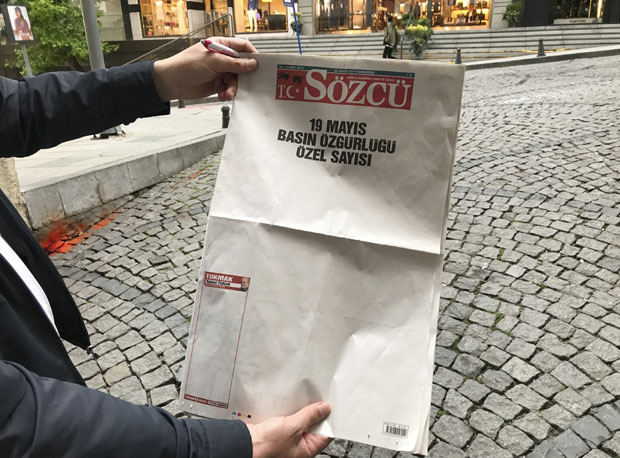 T.C. SÖZCÜ
19 MAYIS
BASIN ÖZGÜRLÜĞÜ
ÖZEL SAYISI
TOKMAK